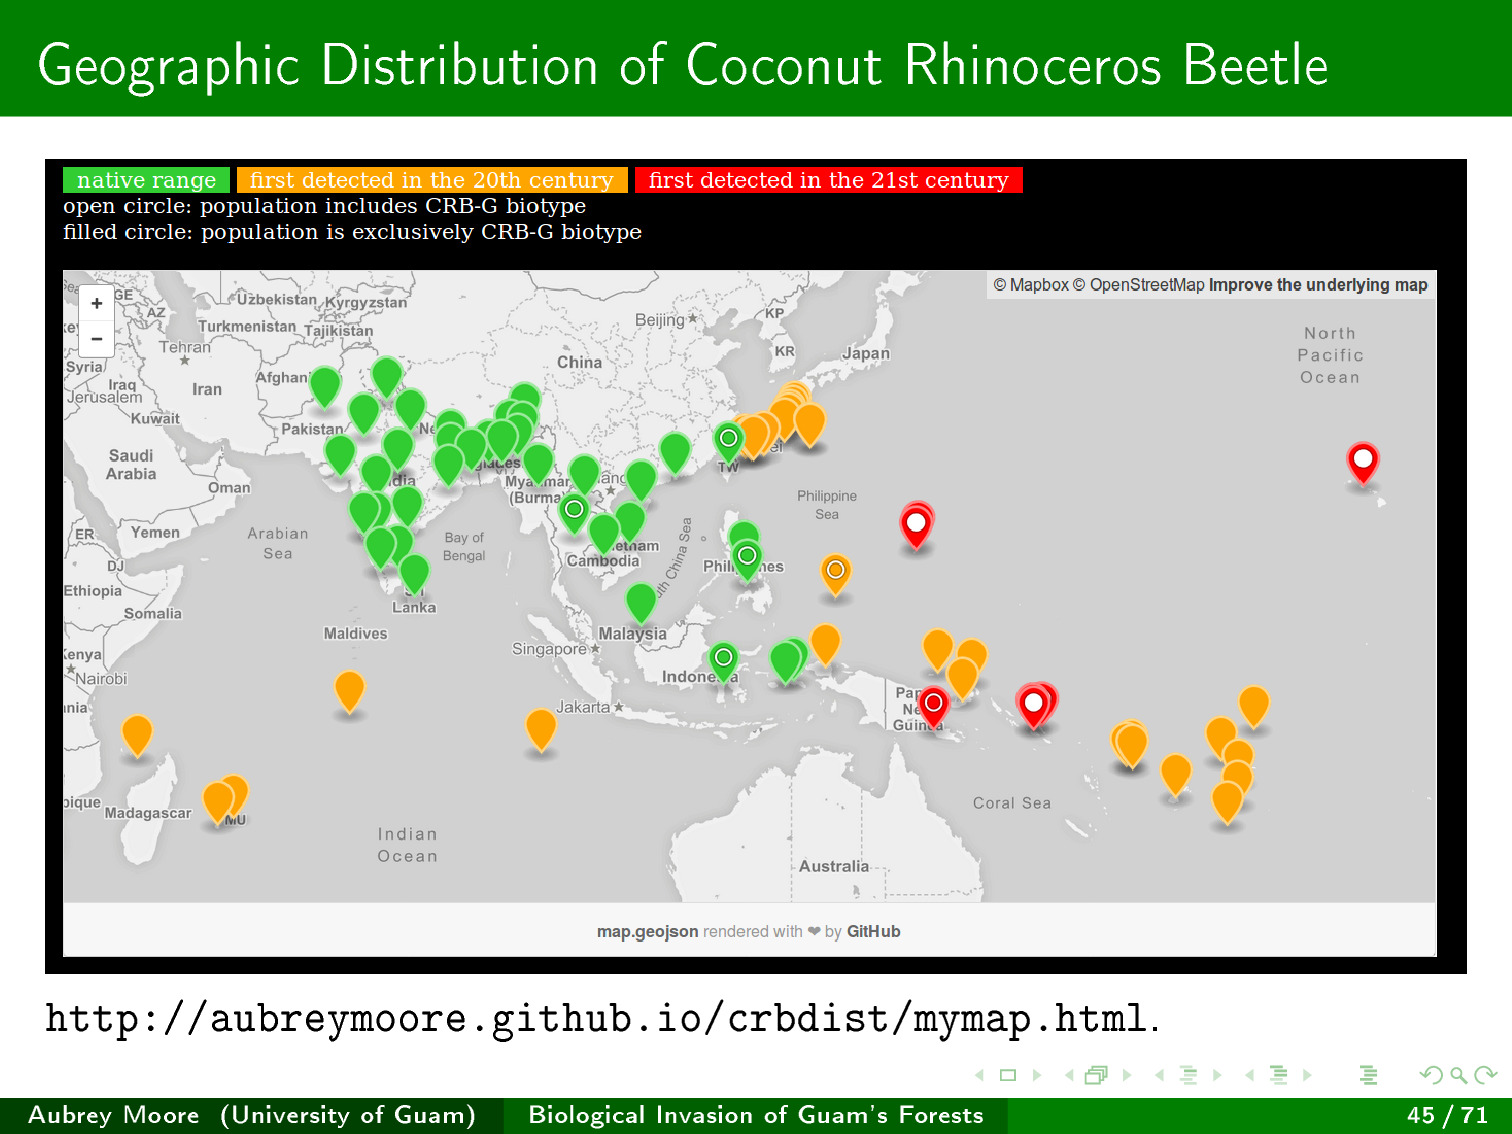 Geographic Distribution of Coconut Rhinoceros Beetle
native range first detected in the 20th century first detected in the 21st century
open circle: population includes CRB-G biotype
filled circle: population is exclusively CRB-G biotype
© Mapbox © OpenStreetMap Improve the underlying map
+
−
GE
AZ
Uzbekistan
Kyrgyzstan
Turkmenistan
Tajikistan
Beijing
KP
KR
Japan
North
Pacific
Ocean
Tehran
Syria
Iraq
Jerusalem
Iran
Afghan
China
Kuwait
Pakistan
Saudi
Arabia
Oman
TW
Philippine
Sea
ER
Yemen
Arabian
Sea
Bay of
Bengal
(Burma
DJ
Cambodia
Ethiopia
Somalia
Lanka
Maldives
Singapore
Malaysia
Nairobi
Jakarta
Guinea
Madagascar
MU
Coral Sea
Indian
Ocean
Australia
map.geojson rendered with ❤ by GitHub
http://aubreymoore.github.io/crbdist/mymap.html.
Aubrey Moore (University of Guam) Biological Invasion of Guam's Forests 45 / 71